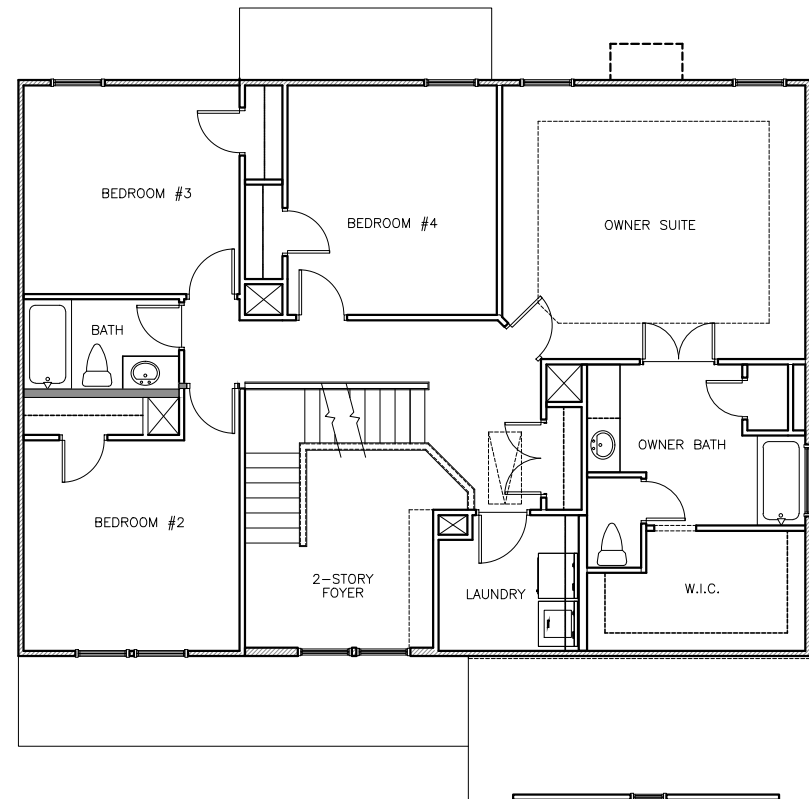 BEDROOM #3
BEDROOM #4
OWNER SUITE
BATH
OWNER BATH
BEDROOM #2
2-STORY
FOYER
LAUNDRY
W.I.C.